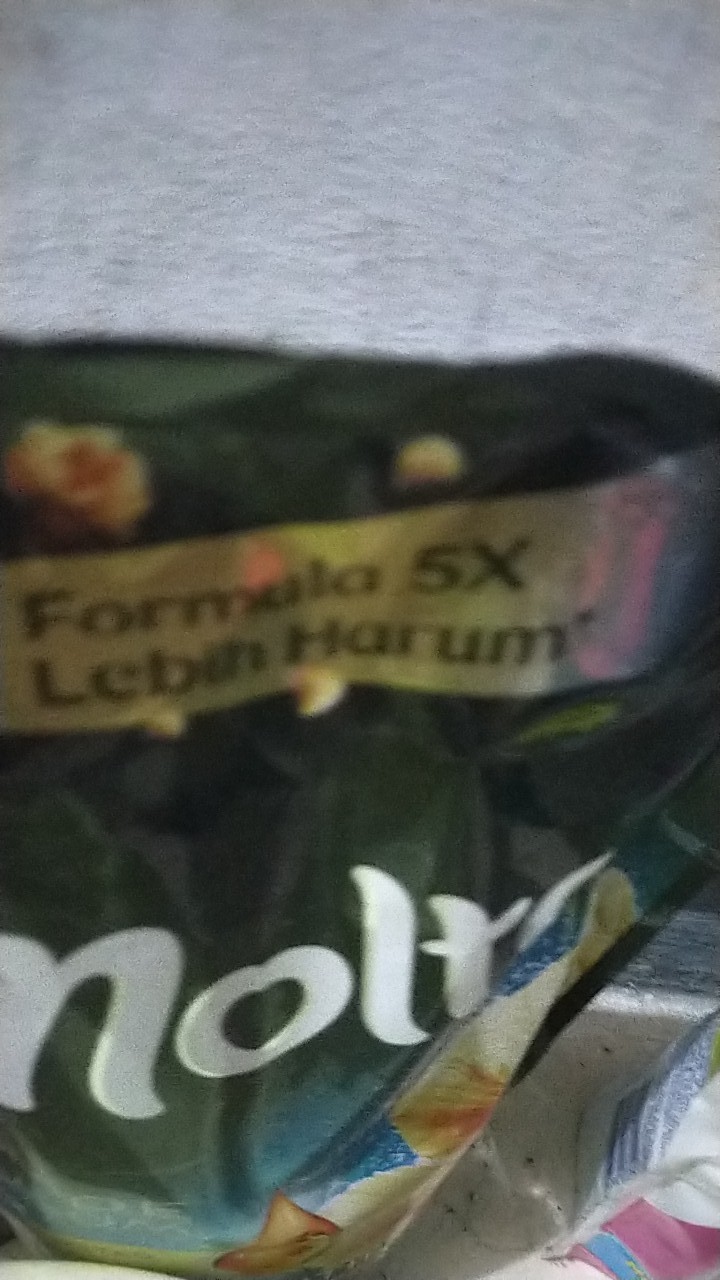 Formula 5X
Lebih Harum*
Molt